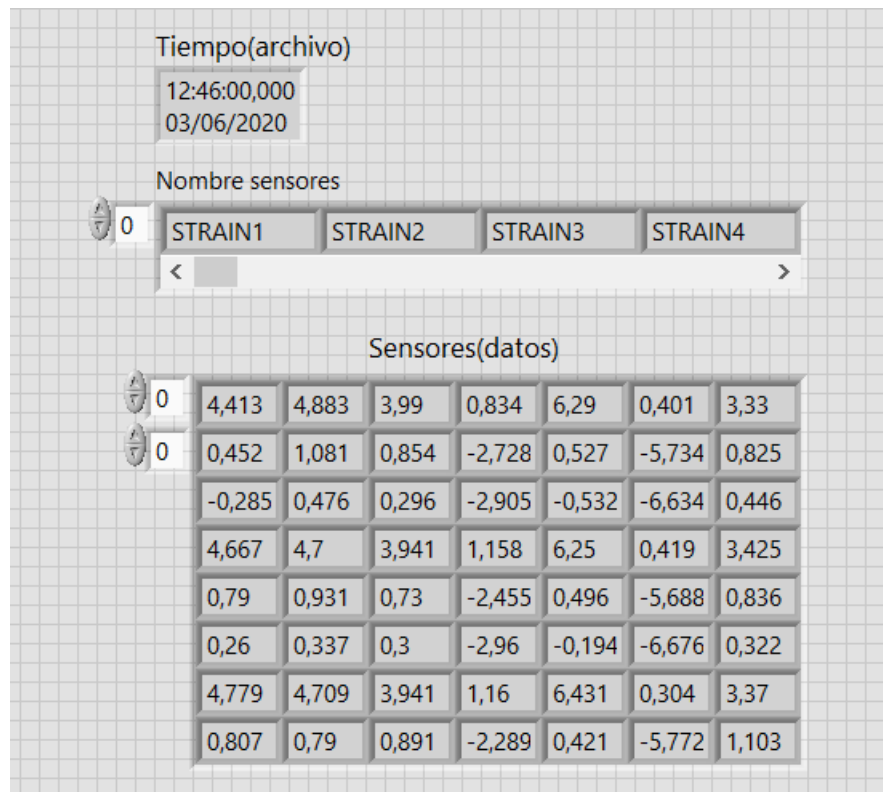 Tiempo(archivo)
12:46:00,000
03/06/2020
Nombre sensores
0 STRAIN1 STRAIN2 STRAIN3 STRAIN4
Sensores(datos)
0 4,413 4,883 3,99 0,834 6,29 0,401 3,33
0 0,452 1,081 0,854 -2,728 0,527 -5,734 0,825
-0,285 0,476 0,296 -2,905 -0,532 -6,634 0,446
4,667 4,7 3,941 1,158 6,25 0,419 3,425
0,79 0,931 0,73 -2,455 0,496 -5,688 0,836
0,26 0,337 0,3 -2,96 -0,194 -6,676 0,322
4,779 4,709 3,941 1,16 6,431 0,304 3,37
0,807 0,79 0,891 -2,289 0,421 -5,772 1,103